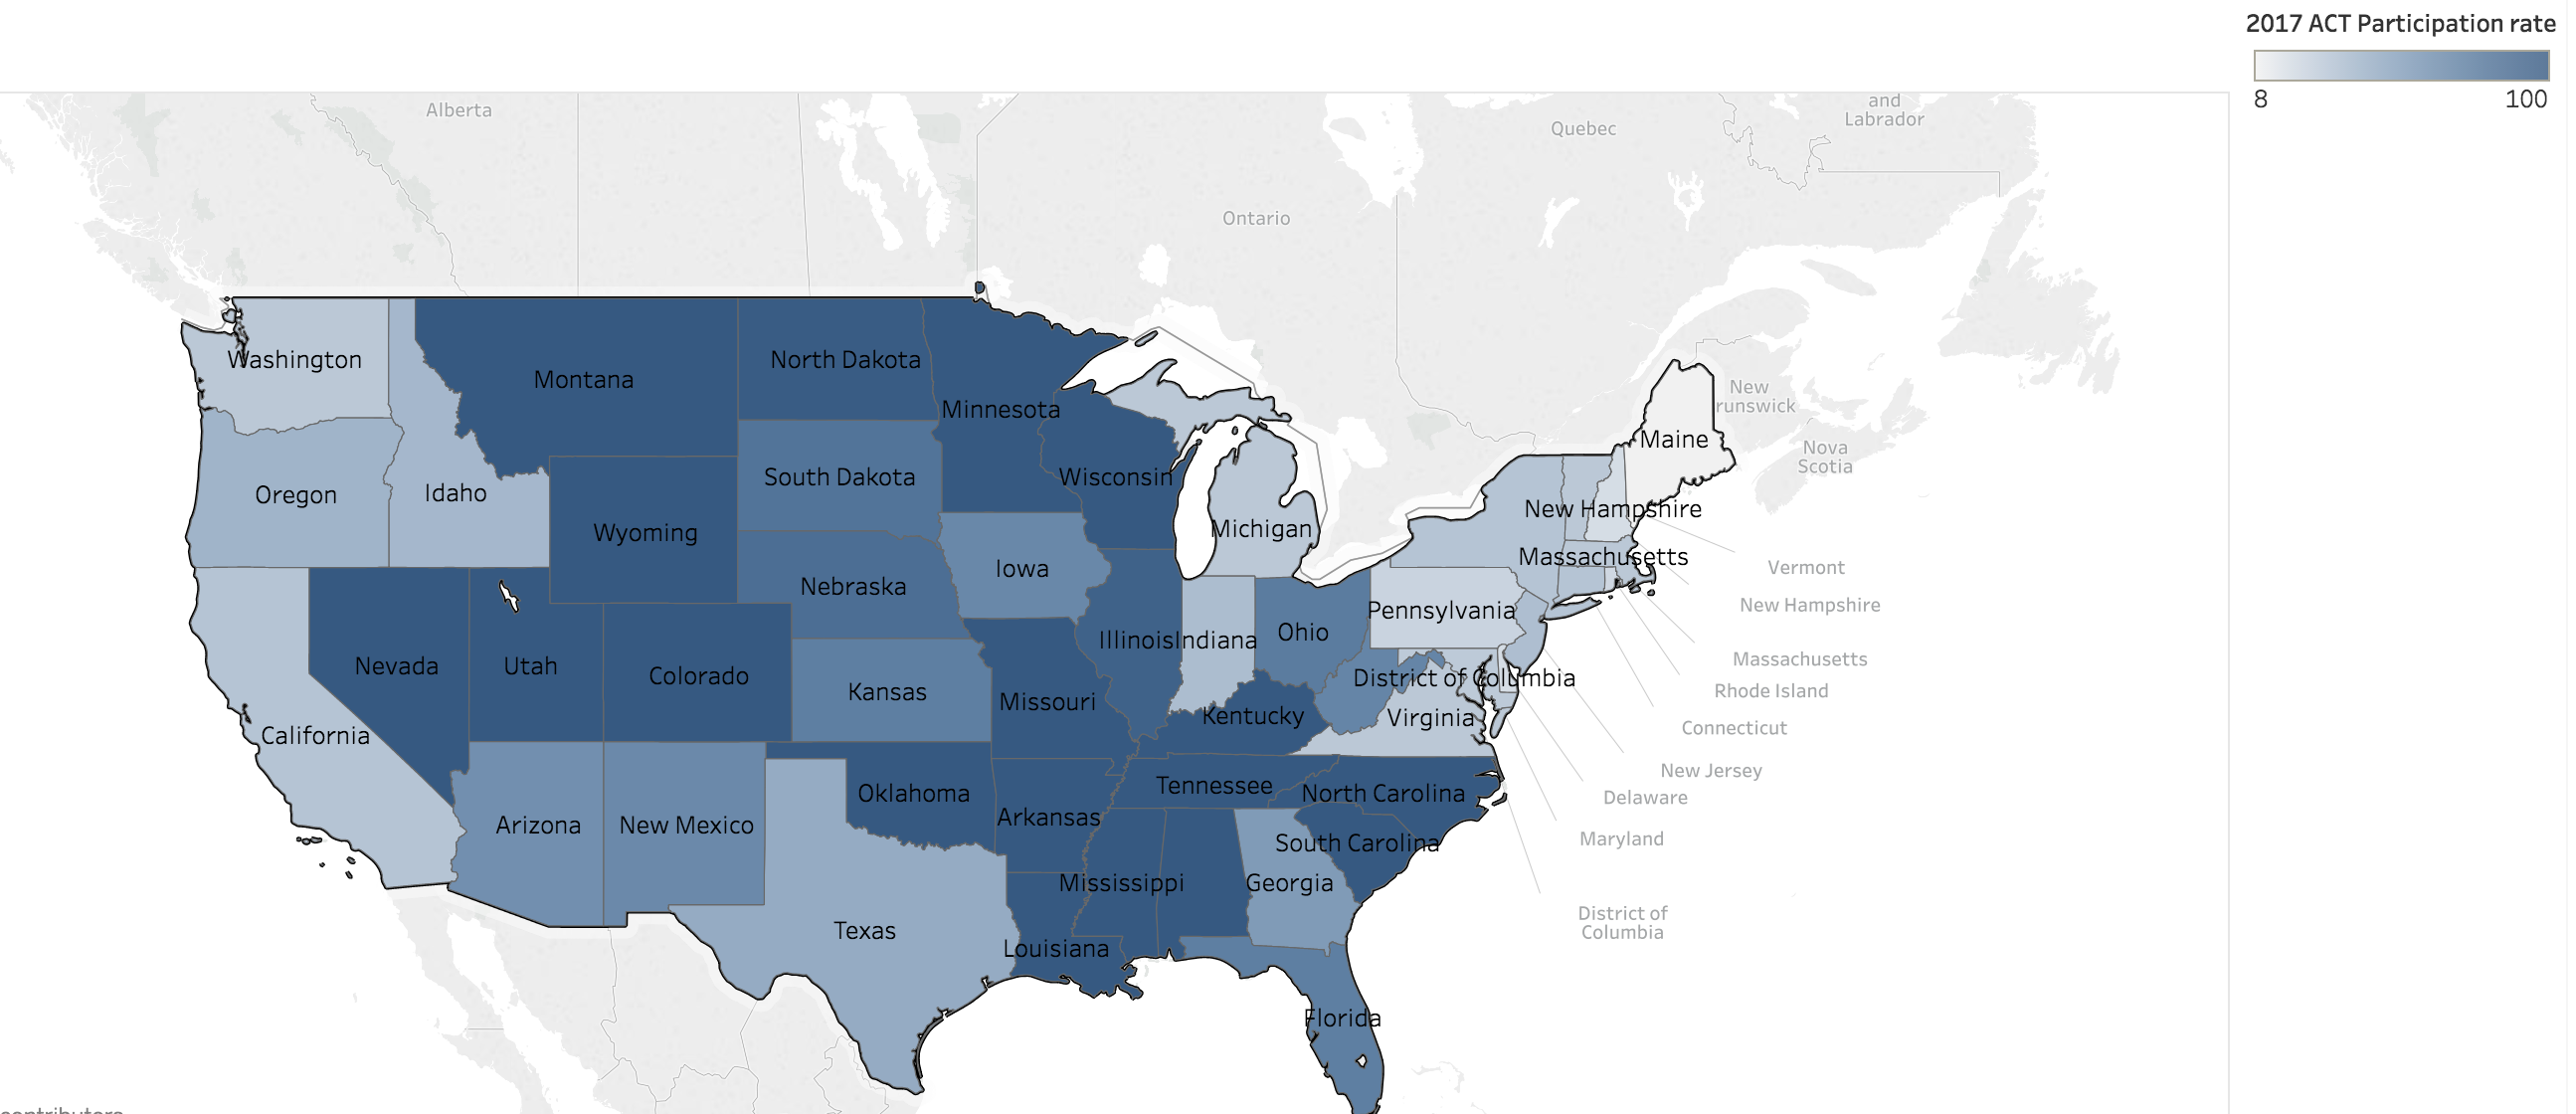 2017 ACT Participation rate
8
100
Alberta
Quebec
and
Labrador
Ontario
Washington
Montana
North Dakota
Minnesota
Maine
New
runswick
Nova
Scotia
Oregon
Idaho
South Dakota
Wisconsin
Wyoming
Michigan
New Hampshire
Nebraska
Iowa
Massachusetts
Vermont
New Hampshire
Pennsylvania
Nevada
Utah
Colorado
Kansas
Missouri
Illinois
Indiana
Ohio
Massachusetts
District of Columbia
Rhode Island
California
Kentucky
Virginia
Connecticut
New Jersey
Oklahoma
Tennessee
North Carolina
Delaware
Arizona
New Mexico
Arkansas
South Carolina
Maryland
Texas
Mississippi
Georgia
District of
Columbia
Louisiana
Florida